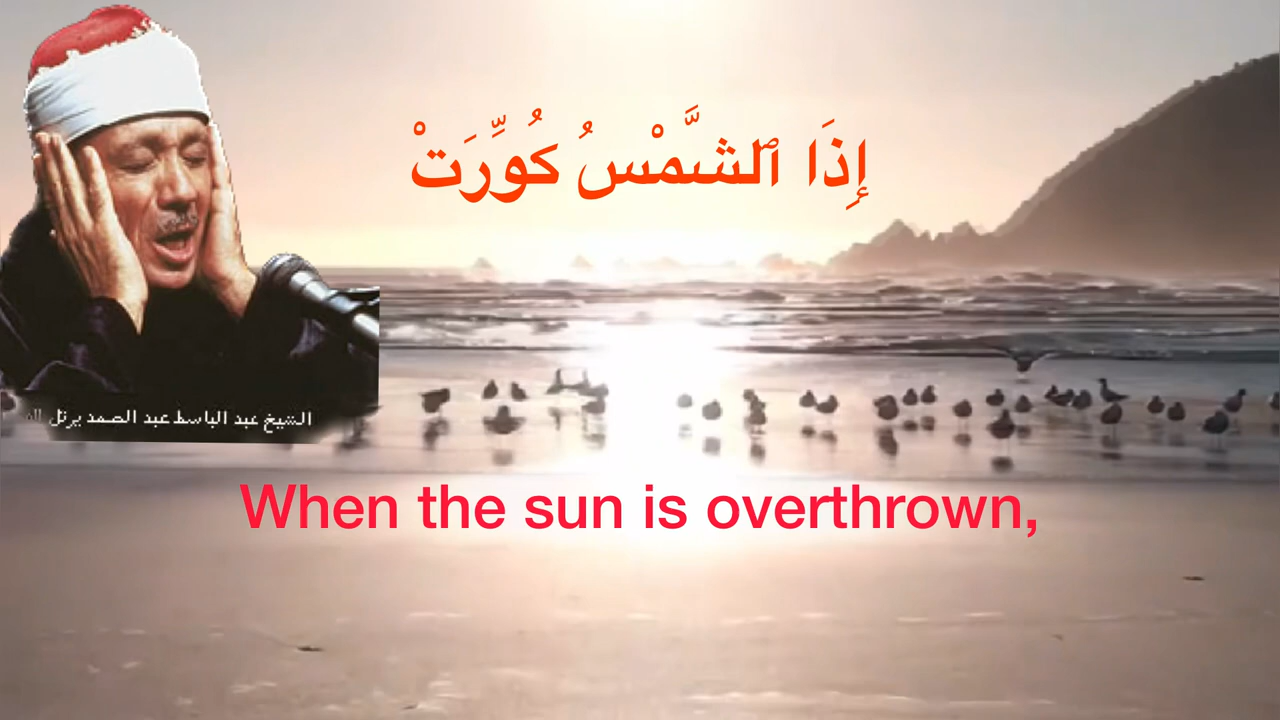 إِذَا ٱلشَّمْسُ كُوِّرَتْ
الشيخ عبد الباسط عبد الصمد يرتل
When the sun is overthrown,